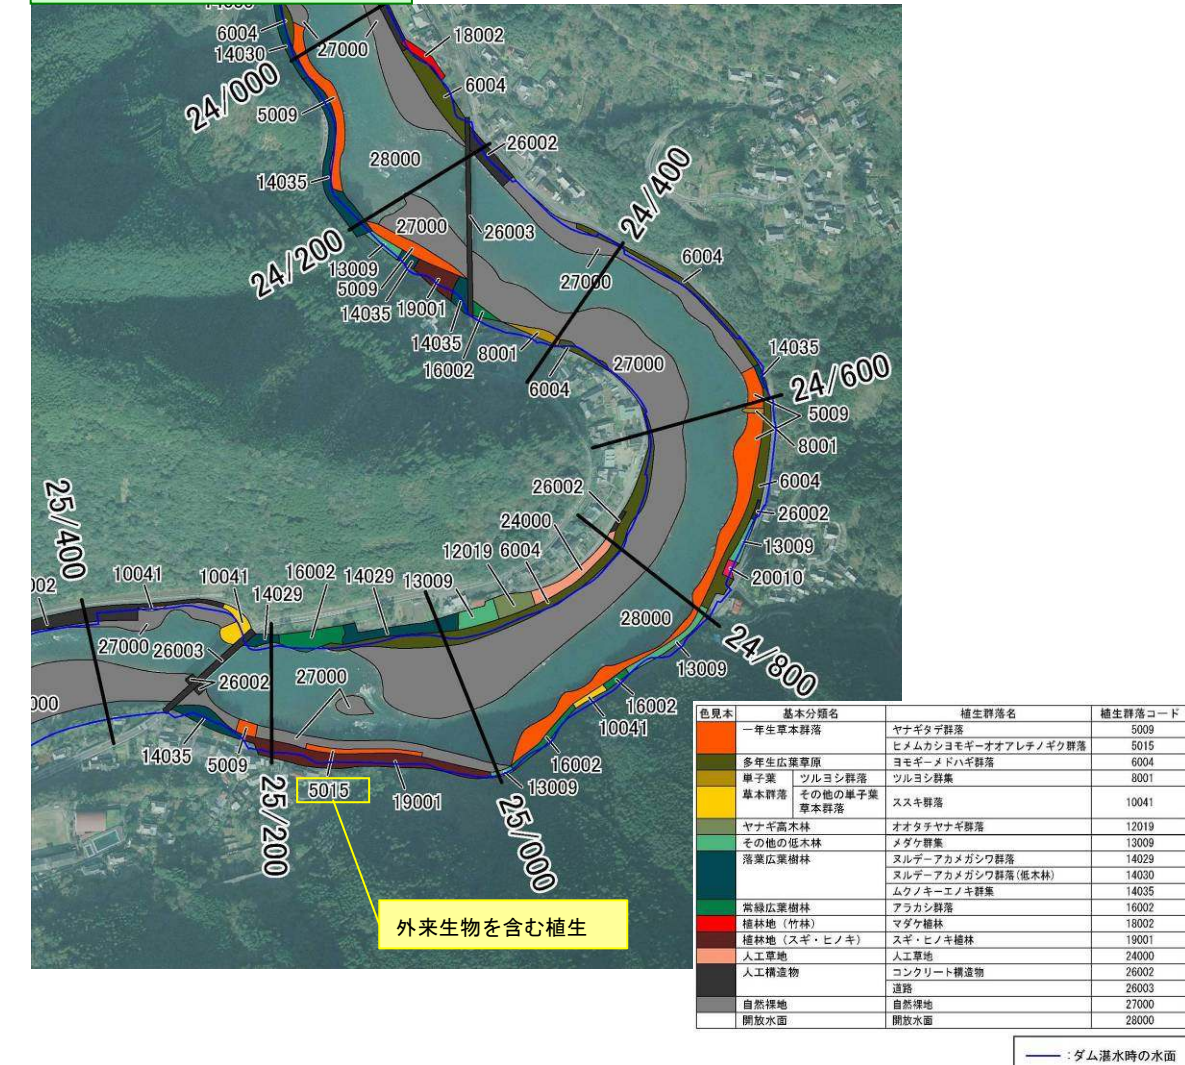 6004
14030
27000
18002
6004
24/000
5009
28000
26002
14035
24/400
27000
26003
24/200
13009
5009
14035
19001
14035
16002
8001
6004
27000
6004
27000
14035
24/600
5009
8001
6004
26002
13009
20010
26002
24000
12019
6004
28000
24/800
13009
16002
10041
16002
13009
25/400
10041
10041
14029
16002
14029
13009
27000
26003
26002
27000
14035
5009
25/200
5015
19001
25/000
外来生物を含む植生
色見本 基本分類名 植生群落名 植生群落コード
一年生草本群落 ヤナギタデ群落 5009
ヒメムカシヨモギーオオアレチノギク群落 5015
多年生広葉草原 ヨモギーメドハギ群落 6004
単子葉草本群落 ツルヨシ群落 ツルヨシ群集 8001
その他の単子葉草本群落 ススキ群落 10041
ヤナギ高木林 オオタチヤナギ群落 12019
その他の低木林 メダケ群集 13009
落葉広葉樹林 ヌルデーアカメガシワ群落 14029
ヌルデーアカメガシワ群落(低木林) 14030
ムクノキーエノキ群集 14035
常緑広葉樹林 アラカシ群落 16002
植林地（竹林） マダケ植林 18002
植林地（スギ・ヒノキ） スギ・ヒノキ植林 19001
人工草地 人工草地 24000
人工構造物 コンクリート構造物 26002
道路 26003
自然裸地 自然裸地 27000
開放水面 開放水面 28000
：ダム湛水時の水面